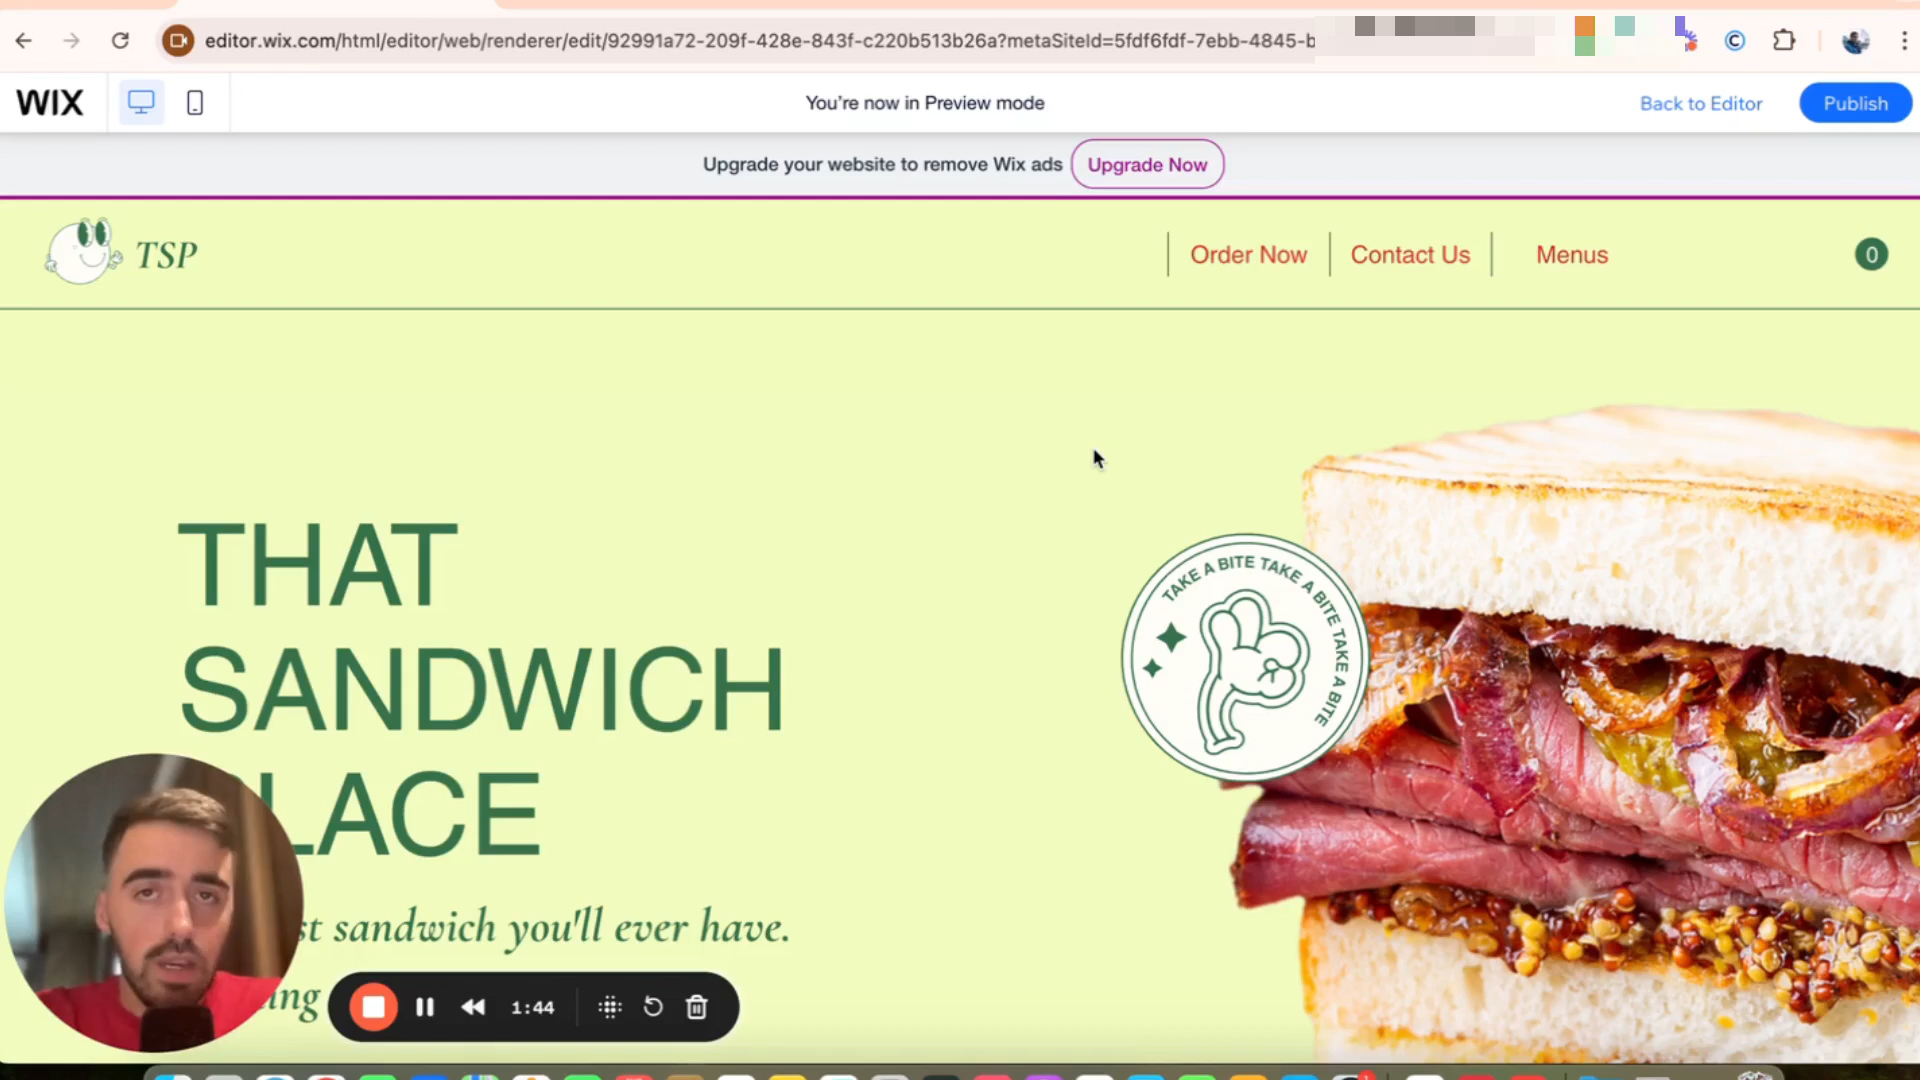 editor.wix.com/html/editor/web/renderer/edit/92991a72-209f-428e-843f-c220b513b26a?metaSiteId=5fdf6fdf-7ebb-4845-b
WIX
You're now in Preview mode
Back to Editor
Publish
Upgrade your website to remove Wix ads
Upgrade Now
TSP
Order Now
Contact Us
Menus
0
TAKE A BITE TAKE A BITE TAKE A BITE
THAT
SANDWICH
LACE
sandwich you'll ever have.
1:44